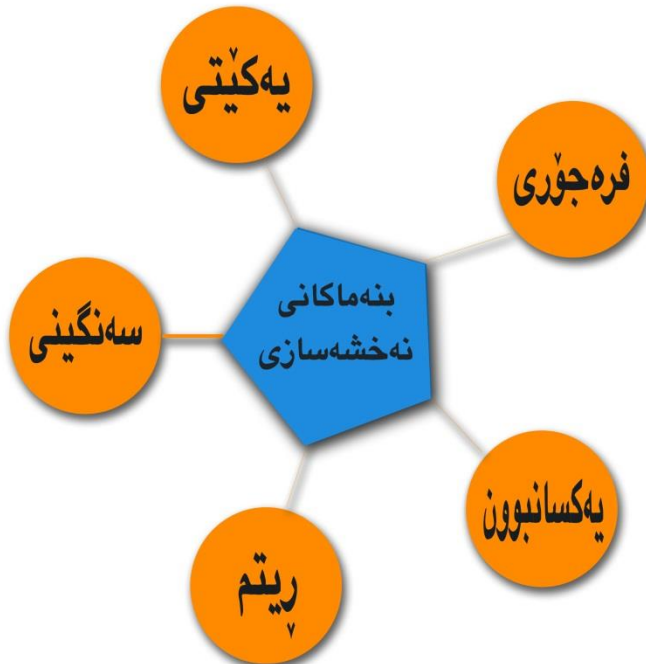 یەکێتی
فرەجۆری
بنەماکانی
نەخشەسازی
سەنگینی
یەکسانبوون
ڕیتم